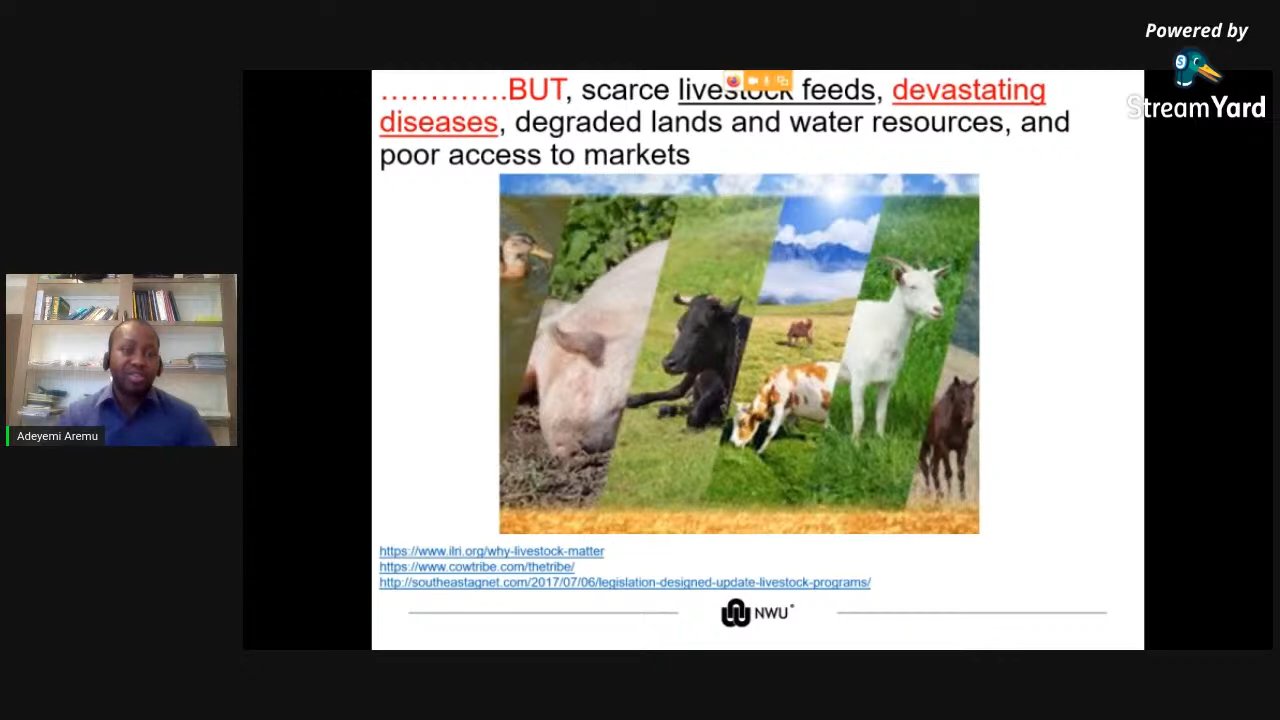 Powered by
StreamYard
.............BUT, scarce livestock feeds, devastating
diseases, degraded lands and water resources, and
poor access to markets
Adeyemi Aremu
https://www.ilri.org/why-livestock-matter
https://www.cowtribe.com/thetribe/
http://southeastagnet.com/2017/07/06/legislation-designed-update-livestock-programs/
NWU